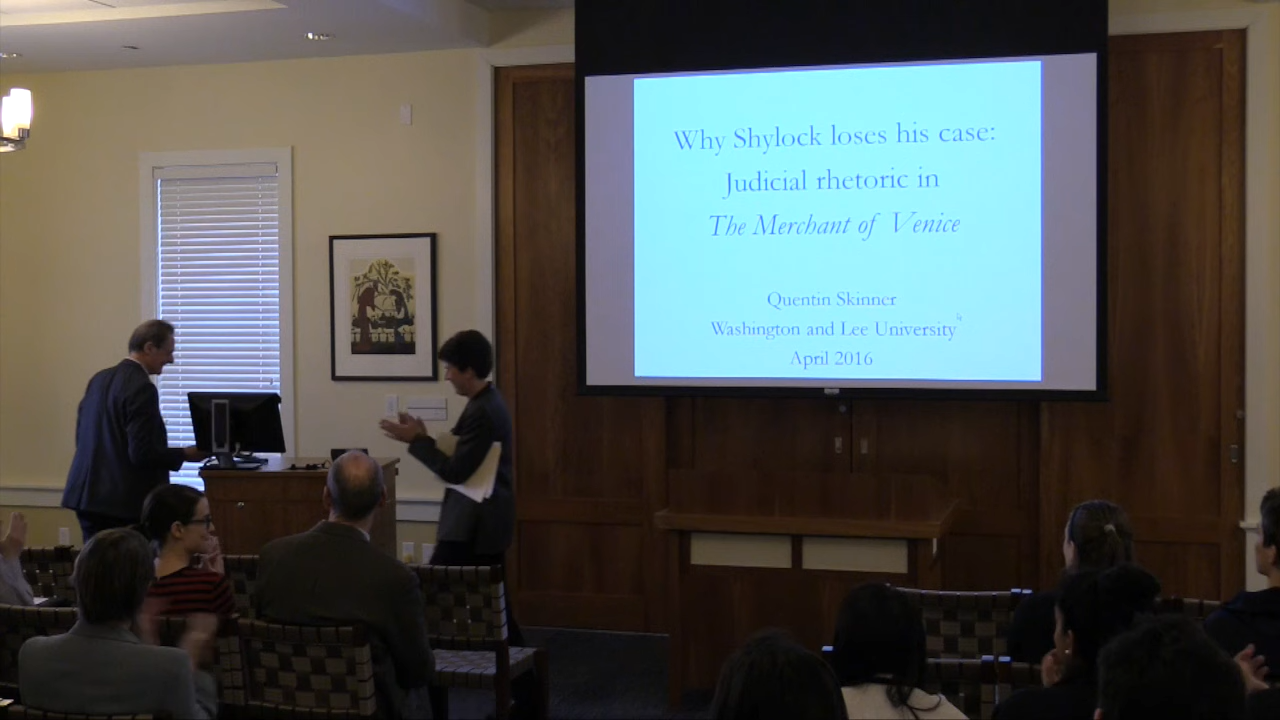 Why Shylock loses his case:
Judicial rhetoric in
The Merchant of Venice
Quentin Skinner
Washington and Lee University
April 2016